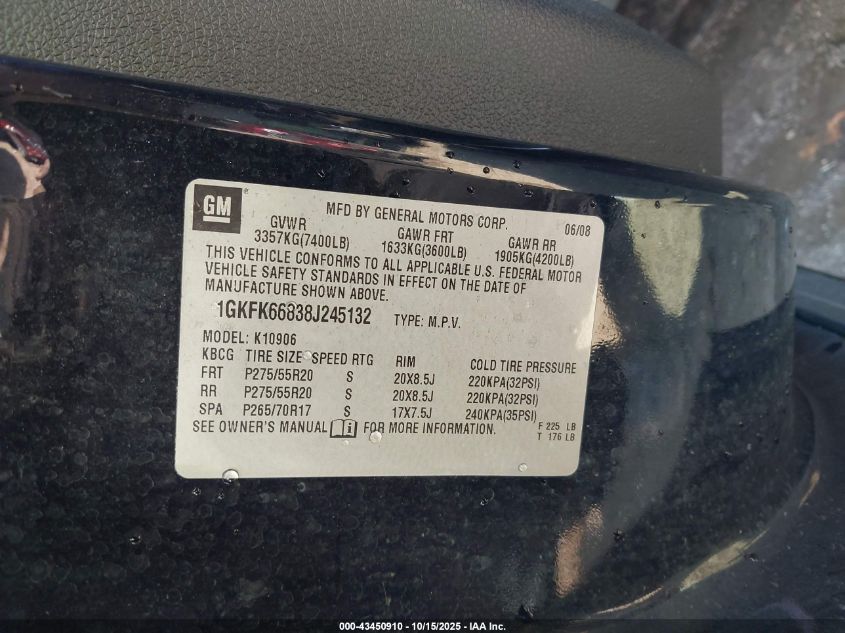 GM
MFD BY GENERAL MOTORS CORP. 06/08
GVWR GAWR FRT GAWR RR
3357KG(7400LB) 1633KG(3600LB) 1905KG(4200LB)
THIS VEHICLE CONFORMS TO ALL APPLICABLE U.S. FEDERAL MOTOR
VEHICLE SAFETY STANDARDS IN EFFECT ON THE DATE OF
MANUFACTURE SHOWN ABOVE.
1GKFK66838J245132 TYPE: M.P.V.
MODEL: K10906
KBCG TIRE SIZE SPEED RTG RIM COLD TIRE PRESSURE
FRT P275/55R20 S 20X8.5J 220KPA(32PSI)
RR P275/55R20 S 20X8.5J 220KPA(32PSI)
SPA P265/70R17 S 17X7.5J 240KPA(35PSI)
SEE OWNER'S MANUAL i FOR MORE INFORMATION.
F 225 LB
T 176 LB
000-43450910 - 10/15/2025 - IAA Inc.